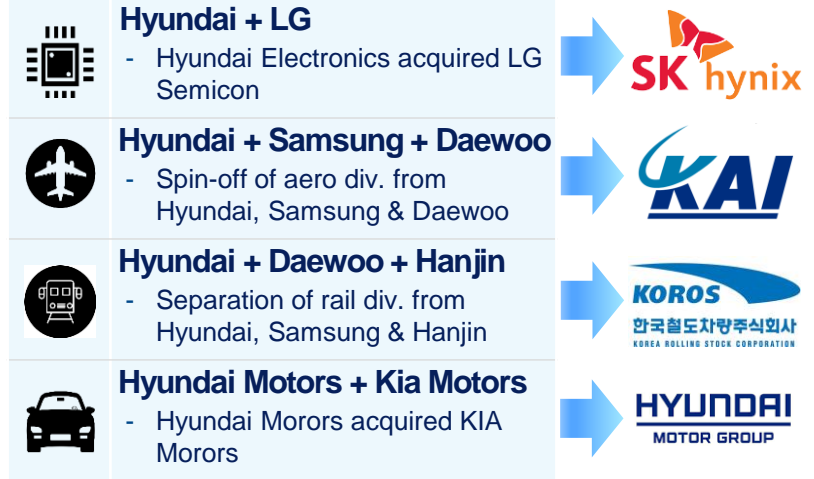 Hyundai + LG
- Hyundai Electronics acquired LG
Semicon
SK hynix
Hyundai + Samsung + Daewoo
- Spin-off of aero div. from
Hyundai, Samsung & Daewoo
KAI
Hyundai + Daewoo + Hanjin
- Separation of rail div. from
Hyundai, Samsung & Hanjin
KOROS
한국철도차량주식회사
KOREA ROLLING STOCK CORPORATION
Hyundai Motors + Kia Motors
- Hyundai Morors acquired KIA
Morors
HYUNDAI
MOTOR GROUP